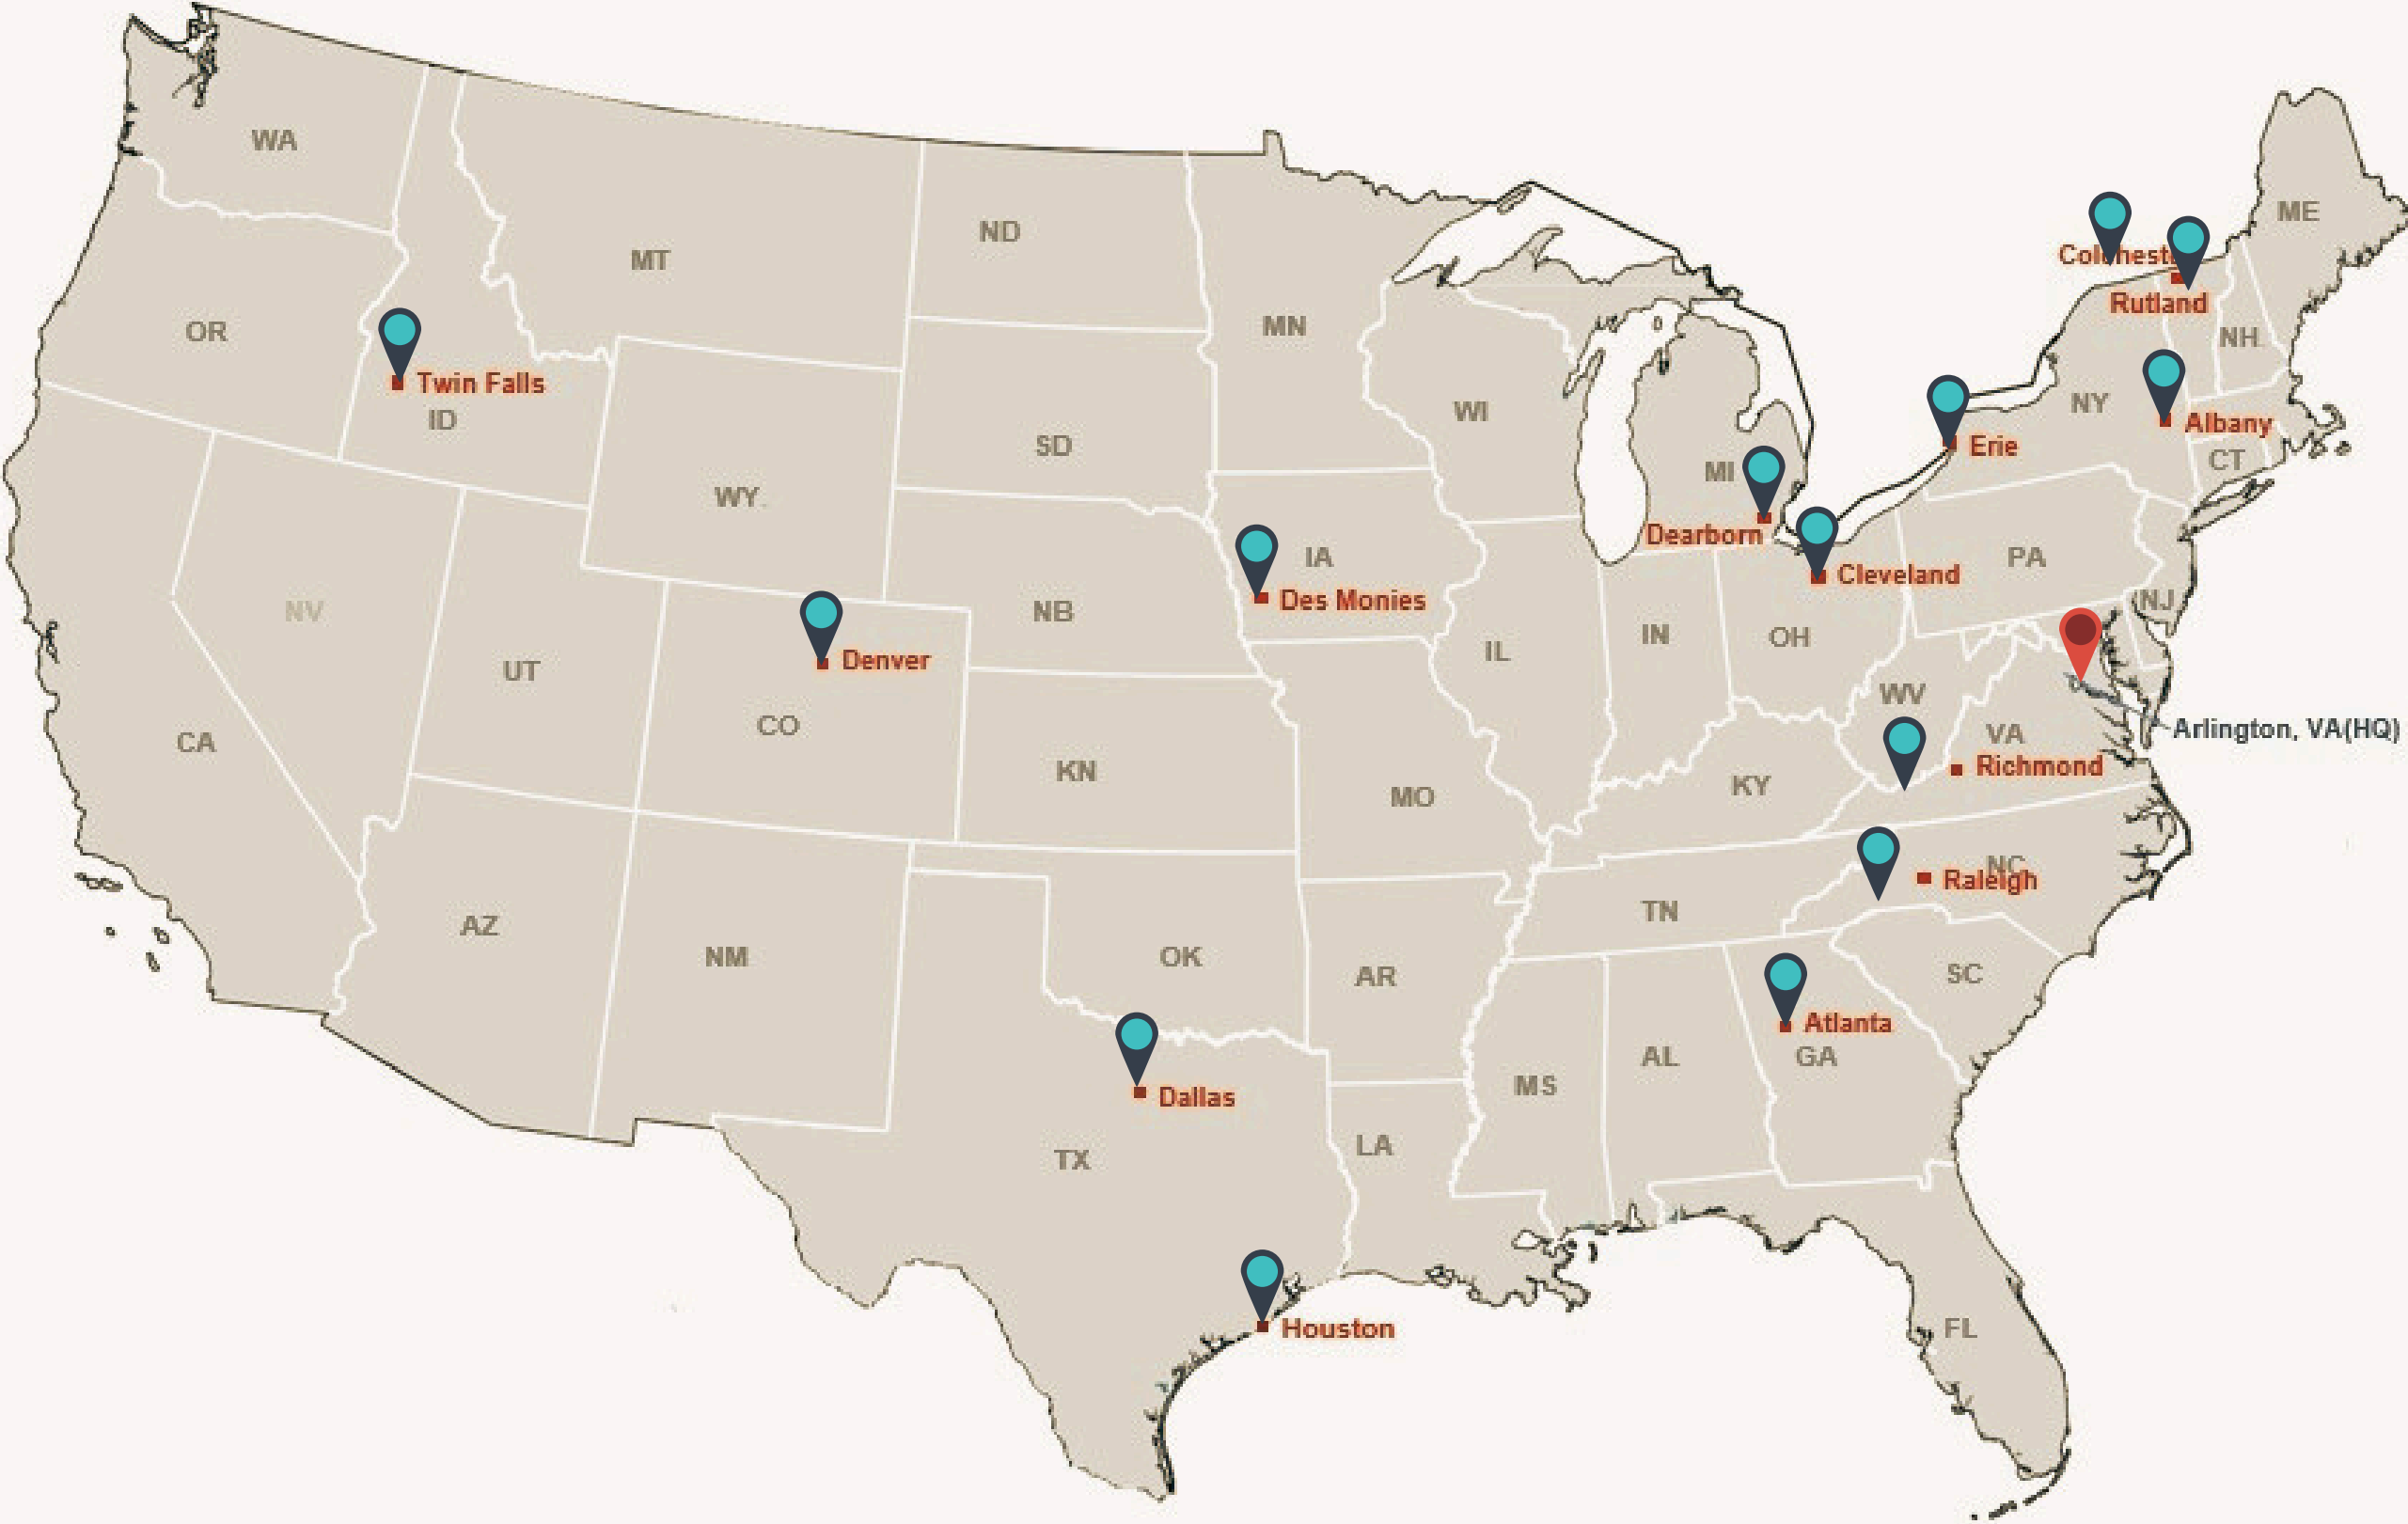 WA
ME
ND
Colchest
MT
Rutland
OR
MN
NH
Twin Falls
NY
ID
WI
Albany
SD
Erie
CT
MI
WY
Dearborn
IA
PA
Cleveland
Des Monies
NJ
NV
NB
OH
IN
IL
Denver
UT
WV
CO
VA
Arlington, VA(HQ)
CA
Richmond
KN
KY
MO
NC
Raleigh
TN
AZ
NM
OK
AR
SC
Atlanta
AL
GA
MS
Dallas
LA
TX
Houston
FL